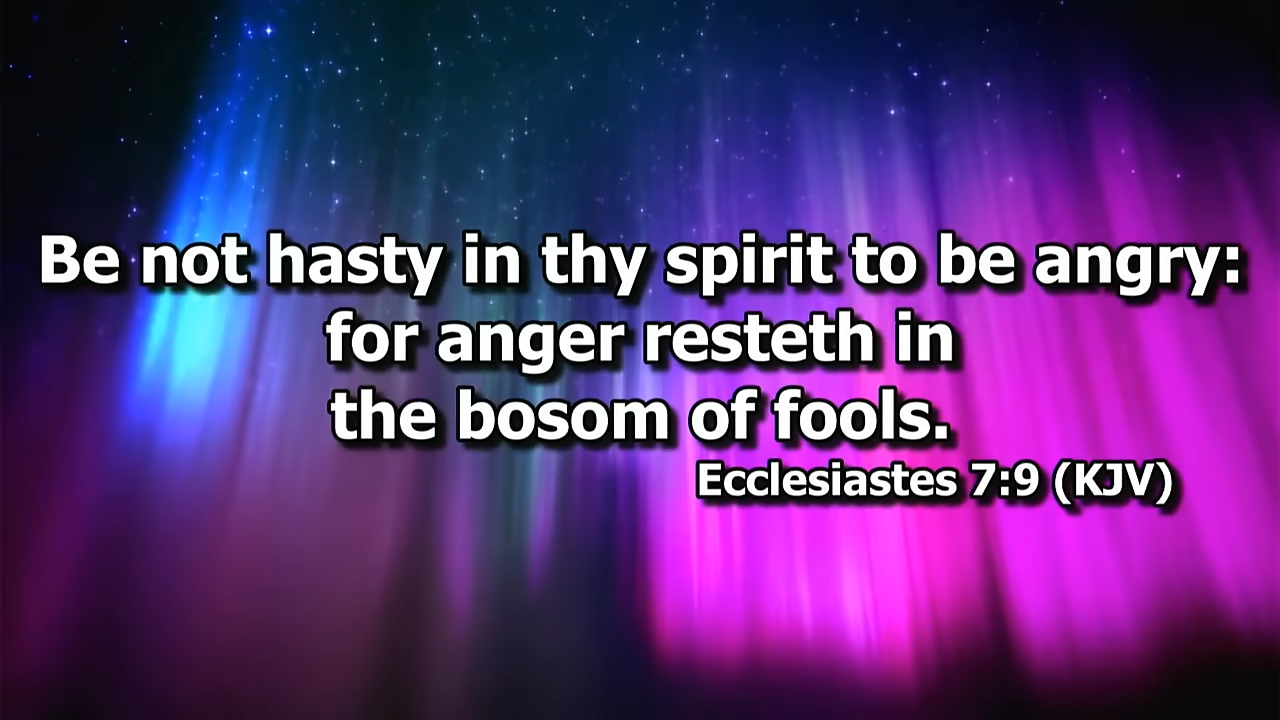 Be not hasty in thy spirit to be angry:
for anger resteth in
the bosom of fools.
Ecclesiastes 7:9 (KJV)